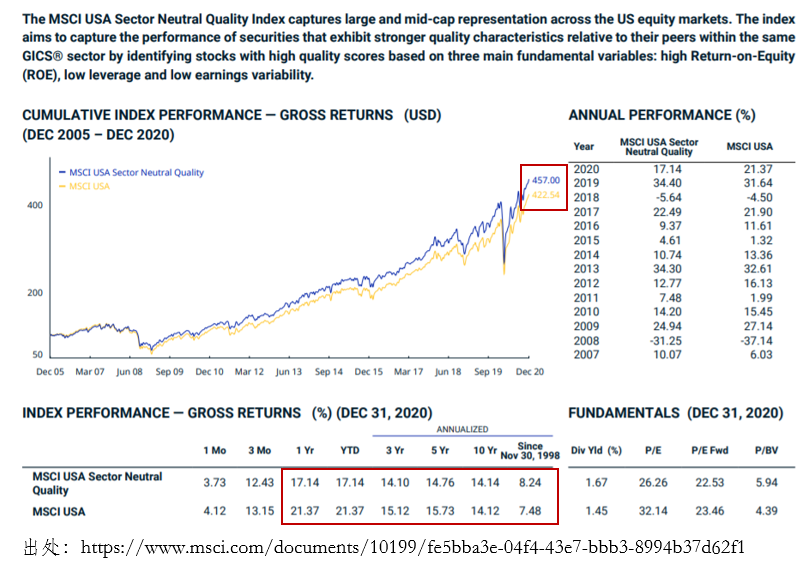 The MSCI USA Sector Neutral Quality Index captures large and mid-cap representation across the US equity markets. The index
aims to capture the performance of securities that exhibit stronger quality characteristics relative to their peers within the same
GICS® sector by identifying stocks with high quality scores based on three main fundamental variables: high Return-on-Equity
(ROE), low leverage and low earnings variability.
CUMULATIVE INDEX PERFORMANCE — GROSS RETURNS (USD)
(DEC 2005 – DEC 2020)
MSCI USA Sector Neutral Quality
MSCI USA
457.00
422.54
400
200
50
Dec 05 Mar 07 Jun 08 Sep 09 Dec 10 Mar 12 Jun 13 Sep 14 Dec 15 Mar 17 Jun 18 Sep 19 Dec 20
ANNUAL PERFORMANCE (%)
Year MSCI USA Sector Neutral Quality MSCI USA
2020 17.14 21.37
2019 34.40 31.64
2018 -5.64 -4.50
2017 22.49 21.90
2016 9.37 11.61
2015 4.61 1.32
2014 10.74 13.36
2013 34.30 32.61
2012 12.77 16.13
2011 7.48 1.99
2010 14.20 15.45
2009 24.94 27.14
2008 -31.25 -37.14
2007 10.07 6.03
INDEX PERFORMANCE — GROSS RETURNS (%) (DEC 31, 2020)
ANNUALIZED
1 Mo 3 Mo 1 Yr YTD 3 Yr 5 Yr 10 Yr Since Nov 30, 1998
MSCI USA Sector Neutral Quality 3.73 12.43 17.14 17.14 14.10 14.76 14.14 8.24
MSCI USA 4.12 13.15 21.37 21.37 15.12 15.73 14.12 7.48
FUNDAMENTALS (DEC 31, 2020)
Div Yld (%) P/E P/E Fwd P/BV
1.67 26.26 22.53 5.94
1.45 32.14 23.46 4.39
出处：https://www.msci.com/documents/10199/fe5bba3e-04f4-43e7-bbb3-8994b37d62f1